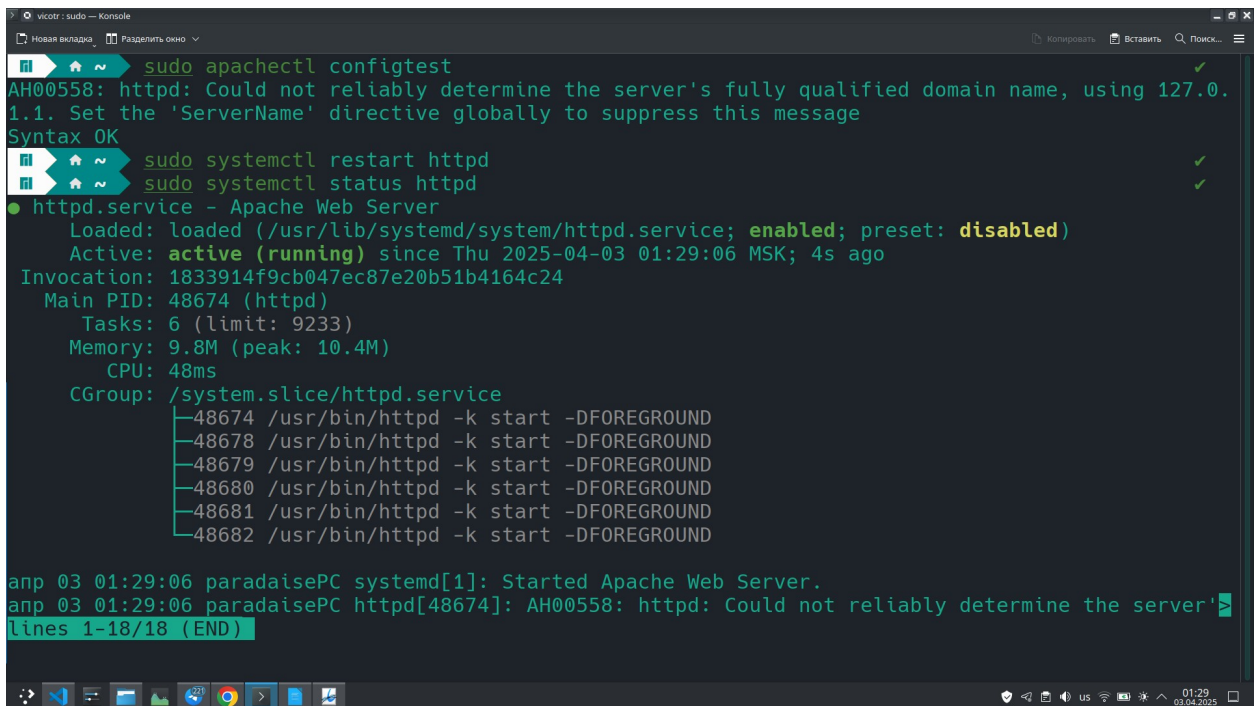 vicotr : sudo — Konsole
Новая вкладка Разделить окно Копировать Вставить Поиск...
~ sudo apachectl configtest ✔
AH00558: httpd: Could not reliably determine the server's fully qualified domain name, using 127.0.
1.1. Set the 'ServerName' directive globally to suppress this message
Syntax OK
~ sudo systemctl restart httpd ✔
~ sudo systemctl status httpd ✔
● httpd.service - Apache Web Server
Loaded: loaded (/usr/lib/systemd/system/httpd.service; enabled; preset: disabled)
Active: active (running) since Thu 2025-04-03 01:29:06 MSK; 4s ago
Invocation: 1833914f9cb047ec87e20b51b4164c24
Main PID: 48674 (httpd)
Tasks: 6 (limit: 9233)
Memory: 9.8M (peak: 10.4M)
CPU: 48ms
CGroup: /system.slice/httpd.service
├─48674 /usr/bin/httpd -k start -DFOREGROUND
├─48678 /usr/bin/httpd -k start -DFOREGROUND
├─48679 /usr/bin/httpd -k start -DFOREGROUND
├─48680 /usr/bin/httpd -k start -DFOREGROUND
├─48681 /usr/bin/httpd -k start -DFOREGROUND
└─48682 /usr/bin/httpd -k start -DFOREGROUND
апр 03 01:29:06 paradaisePC systemd[1]: Started Apache Web Server.
апр 03 01:29:06 paradaisePC httpd[48674]: AH00558: httpd: Could not reliably determine the server'>
lines 1-18/18 (END)
221 us 01:29
03.04.2025